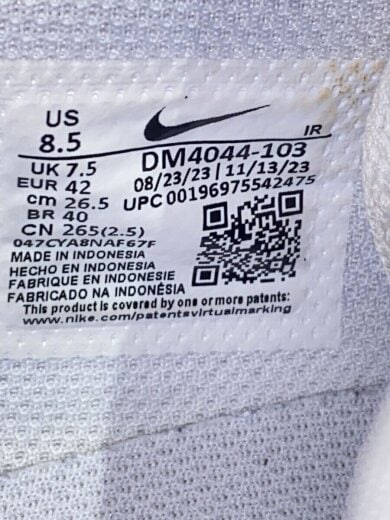 US
8.5
IR
UK 7.5
EUR 42
cm 26.5
BR 40
CN 265(2.5)
DM4044-103
08/23/23 | 11/13/23
UPC 00196975542475
047CYA8NAF67F
MADE IN INDONESIA
HECHO EN INDONESIA
FABRIQUE EN INDONESIE
FABRICADO NA INDONÉSIA
This product is covered by one or more patents:
www.nike.com/patentsvirtualmarking